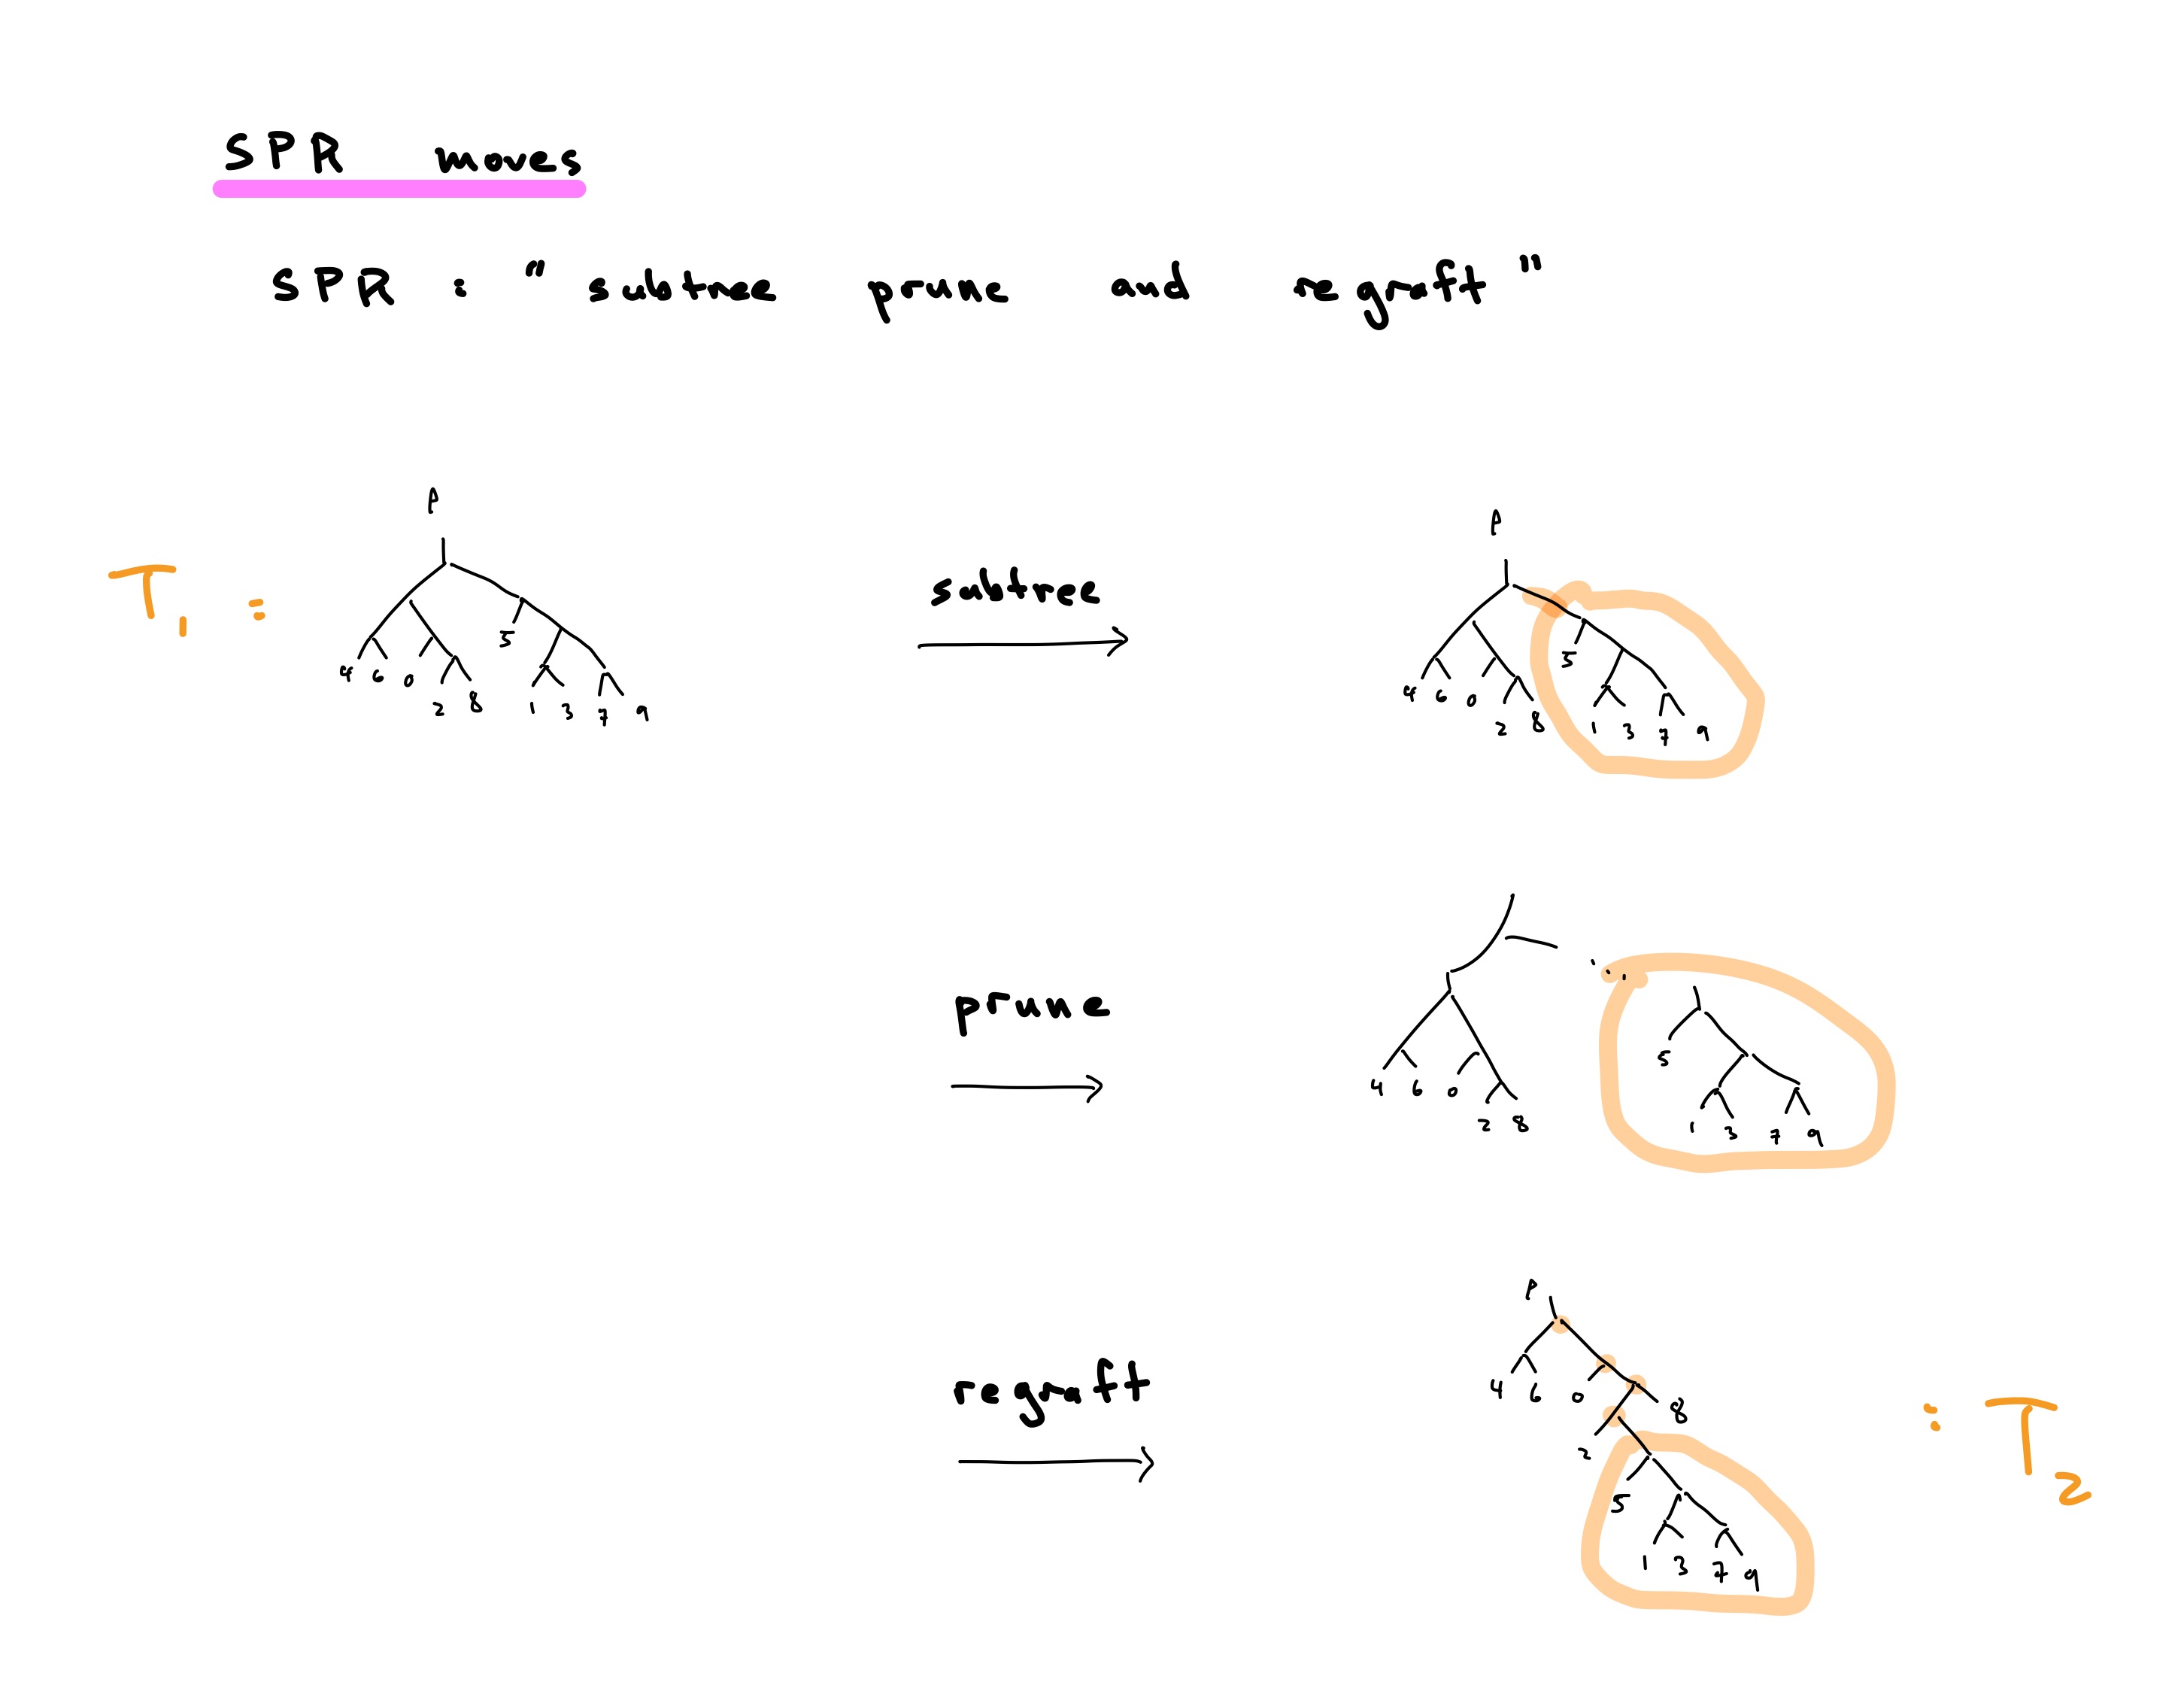 SPR moves
SPR : "subtree prune and regraft"
ρ
T1 :=
5
4 6 0 2 8 1 3 7 9
subtree
ρ
5
4 6 0 2 8 1 3 7 9
prune
5
4 6 0 2 8 1 3 7 9
ρ
regraft
4 6 0 8
=: T2
2
5
1 3 7 9